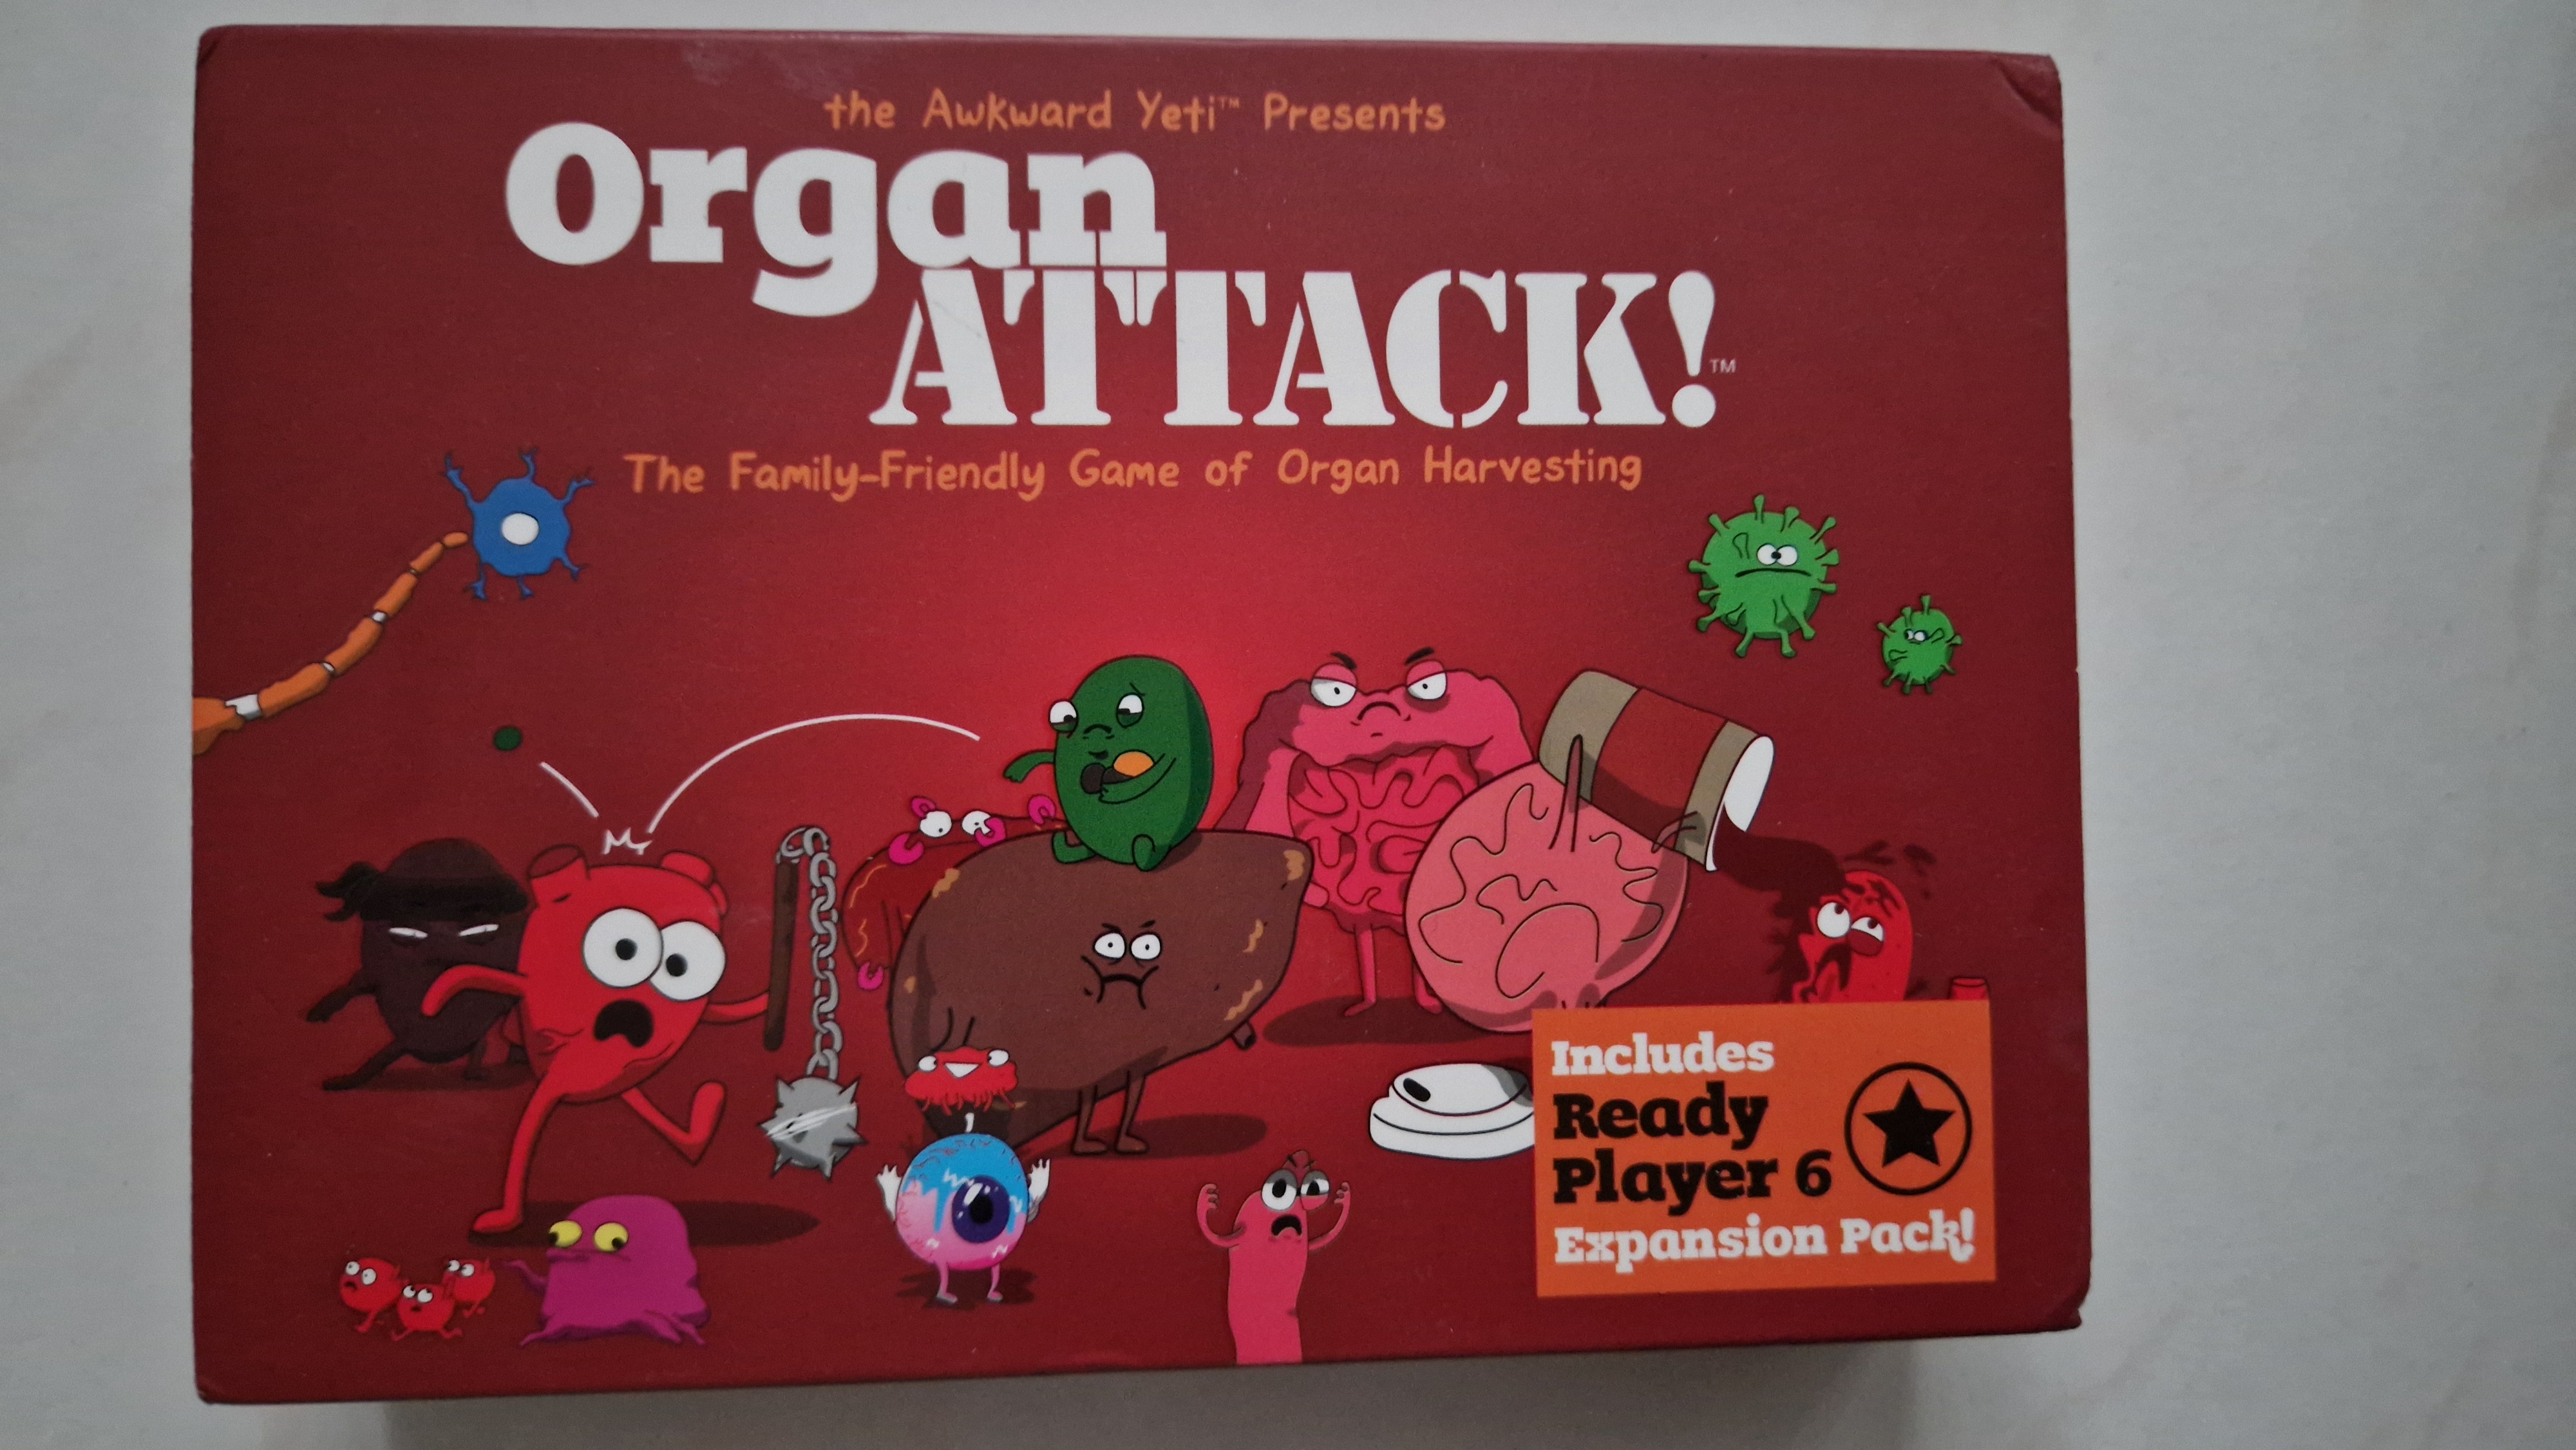 the Awkward Yeti™ Presents
Organ
ATTACK!™
The Family-Friendly Game of Organ Harvesting
Includes
Ready
Player 6
Expansion Pack!